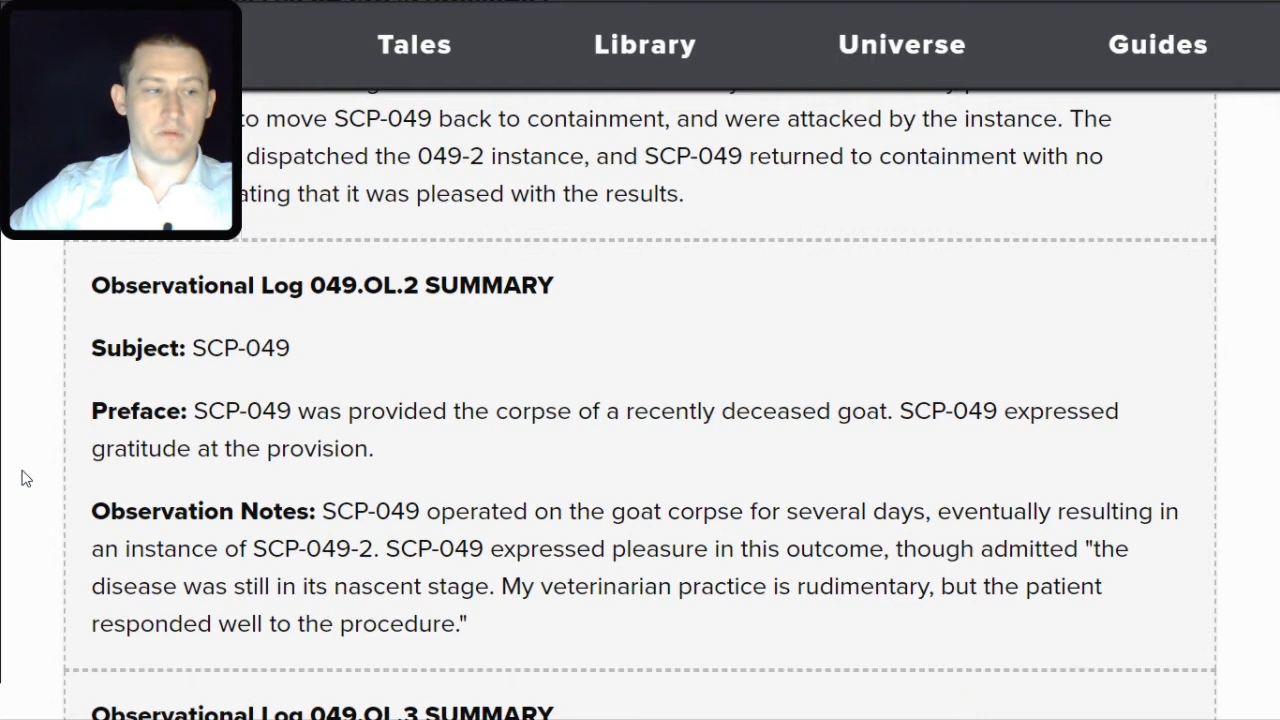 Tales Library Universe Guides
to move SCP-049 back to containment, and were attacked by the instance. The
dispatched the 049-2 instance, and SCP-049 returned to containment with no
ating that it was pleased with the results.
Observational Log 049.OL.2 SUMMARY
Subject: SCP-049
Preface: SCP-049 was provided the corpse of a recently deceased goat. SCP-049 expressed
gratitude at the provision.
Observation Notes: SCP-049 operated on the goat corpse for several days, eventually resulting in
an instance of SCP-049-2. SCP-049 expressed pleasure in this outcome, though admitted "the
disease was still in its nascent stage. My veterinarian practice is rudimentary, but the patient
responded well to the procedure."
Observational Log 049.OL.3 SUMMARY